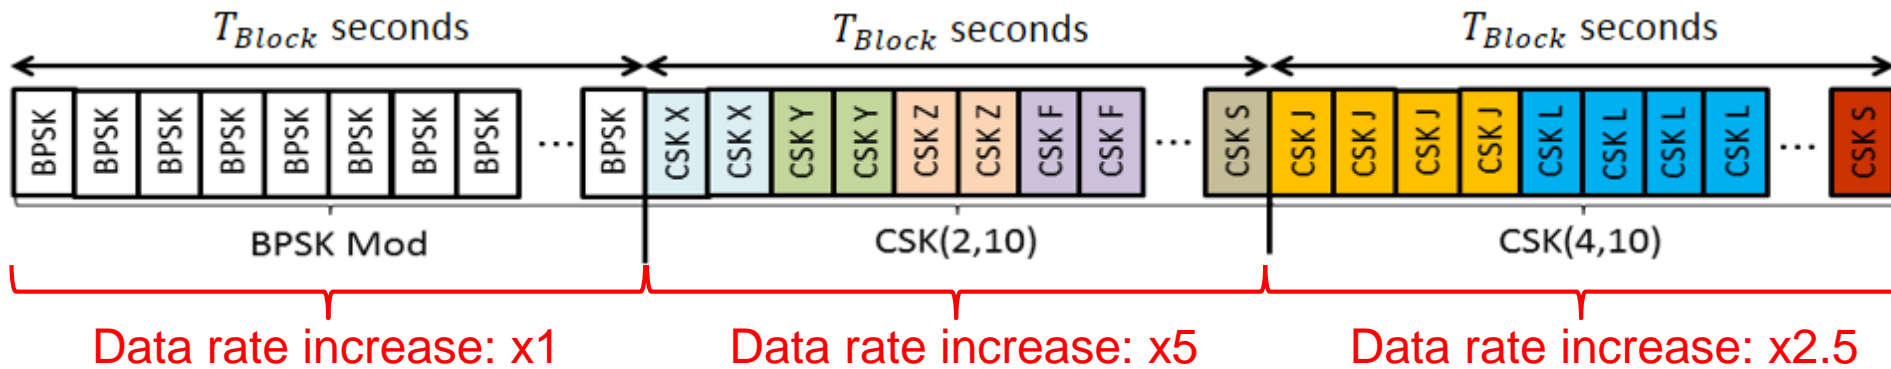 T_Block seconds T_Block seconds T_Block seconds
BPSK BPSK BPSK BPSK BPSK BPSK BPSK BPSK ... BPSK CSK X CSK X CSK Y CSK Y CSK Z CSK Z CSK F CSK F ... CSK S CSK J CSK J CSK J CSK J CSK L CSK L CSK L CSK L ... CSK S
BPSK Mod CSK(2,10) CSK(4,10)
Data rate increase: x1 Data rate increase: x5 Data rate increase: x2.5